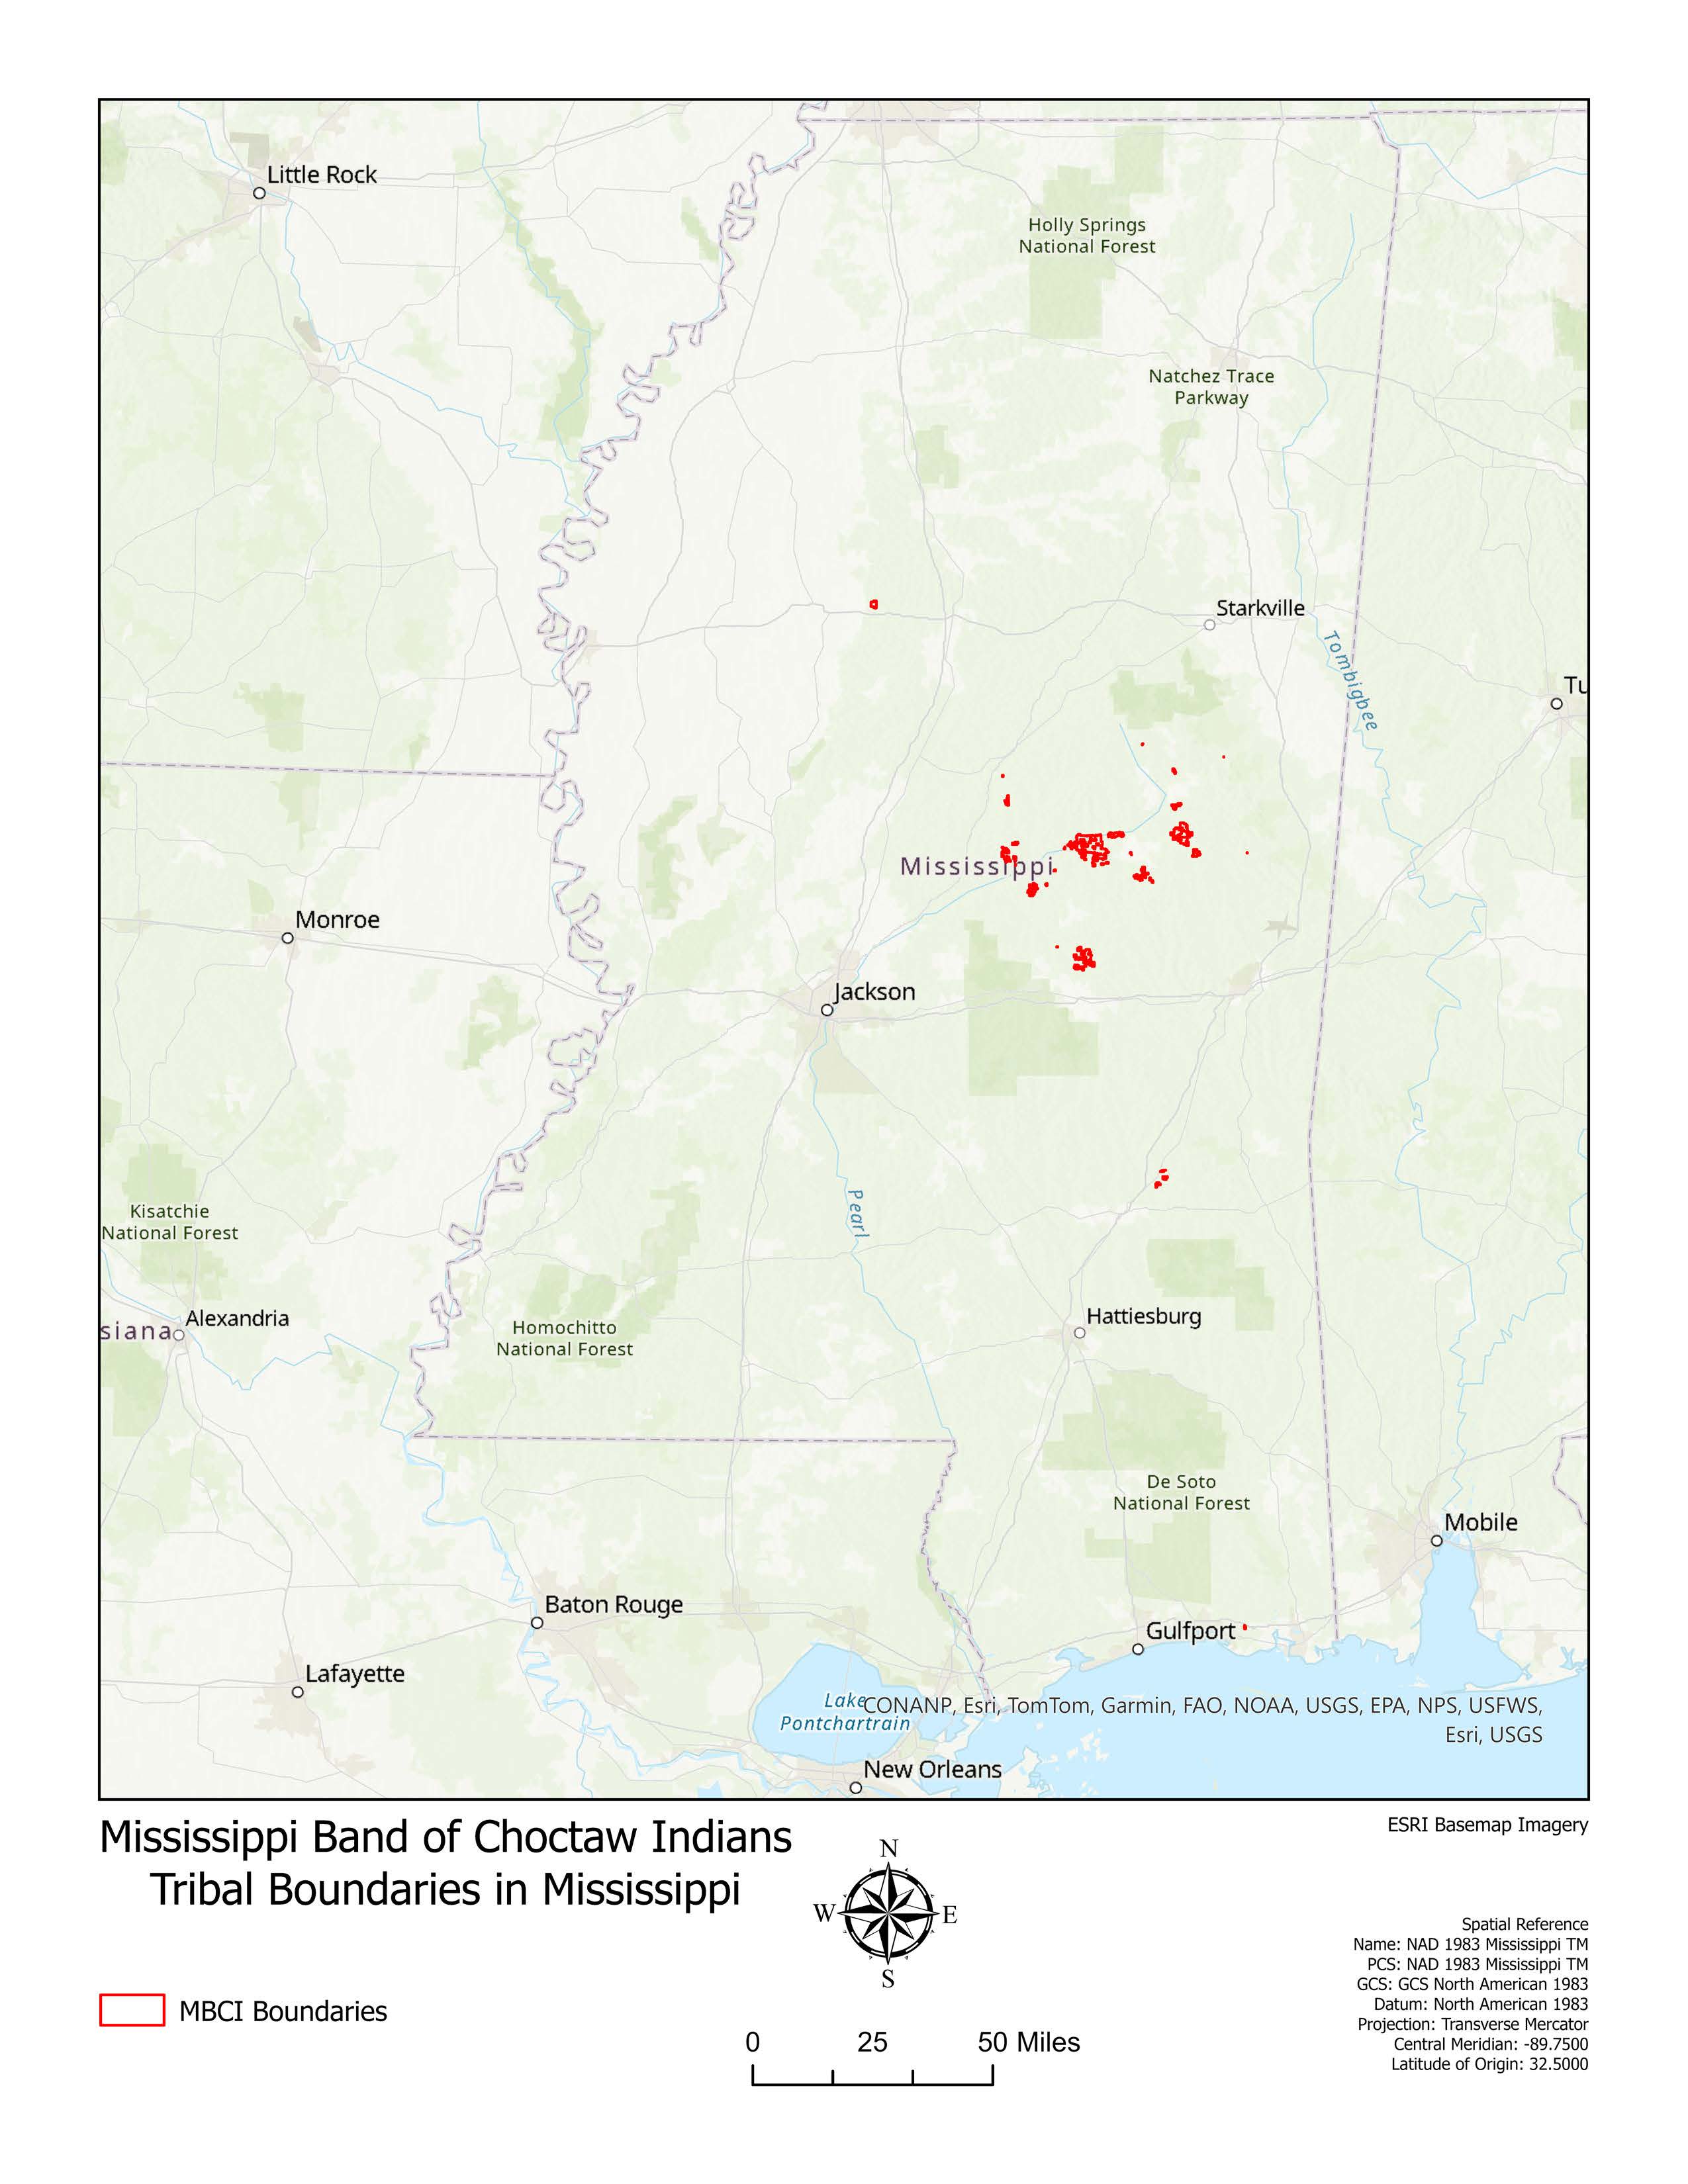 Little Rock
Holly Springs
National Forest
Natchez Trace
Parkway
Starkville
Tombigbee
Tu
Mississippi
Monroe
Jackson
Pearl
Kisatchie
National Forest
siana
Alexandria
Homochitto
National Forest
Hattiesburg
De Soto
National Forest
Mobile
Baton Rouge
Gulfport
Lafayette
Lake
Pontchartrain
CONANP, Esri, TomTom, Garmin, FAO, NOAA, USGS, EPA, NPS, USFWS,
Esri, USGS
New Orleans
Mississippi Band of Choctaw Indians
Tribal Boundaries in Mississippi
ESRI Basemap Imagery
N
W
E
S
MBCI Boundaries
0 25 50 Miles
Spatial Reference
Name: NAD 1983 Mississippi TM
PCS: NAD 1983 Mississippi TM
GCS: GCS North American 1983
Datum: North American 1983
Projection: Transverse Mercator
Central Meridian: -89.7500
Latitude of Origin: 32.5000